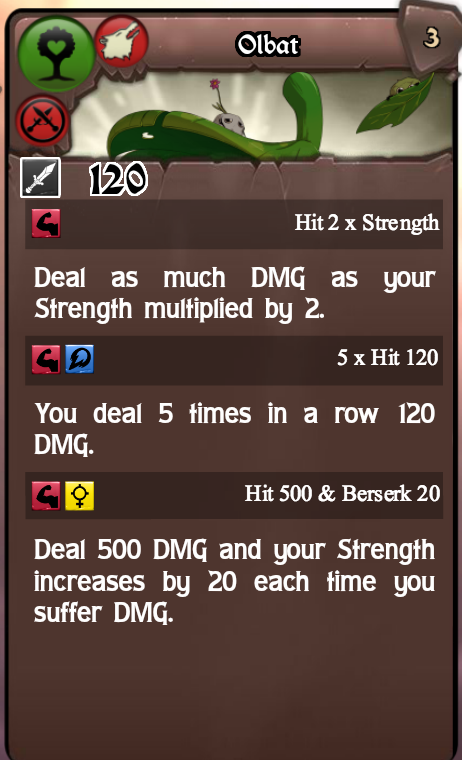 Olbat
3
120
Hit 2 x Strength
Deal as much DMG as your
Strength multiplied by 2.
5 x Hit 120
You deal 5 times in a row 120
DMG.
Hit 500 & Berserk 20
Deal 500 DMG and your Strength
increases by 20 each time you
suffer DMG.